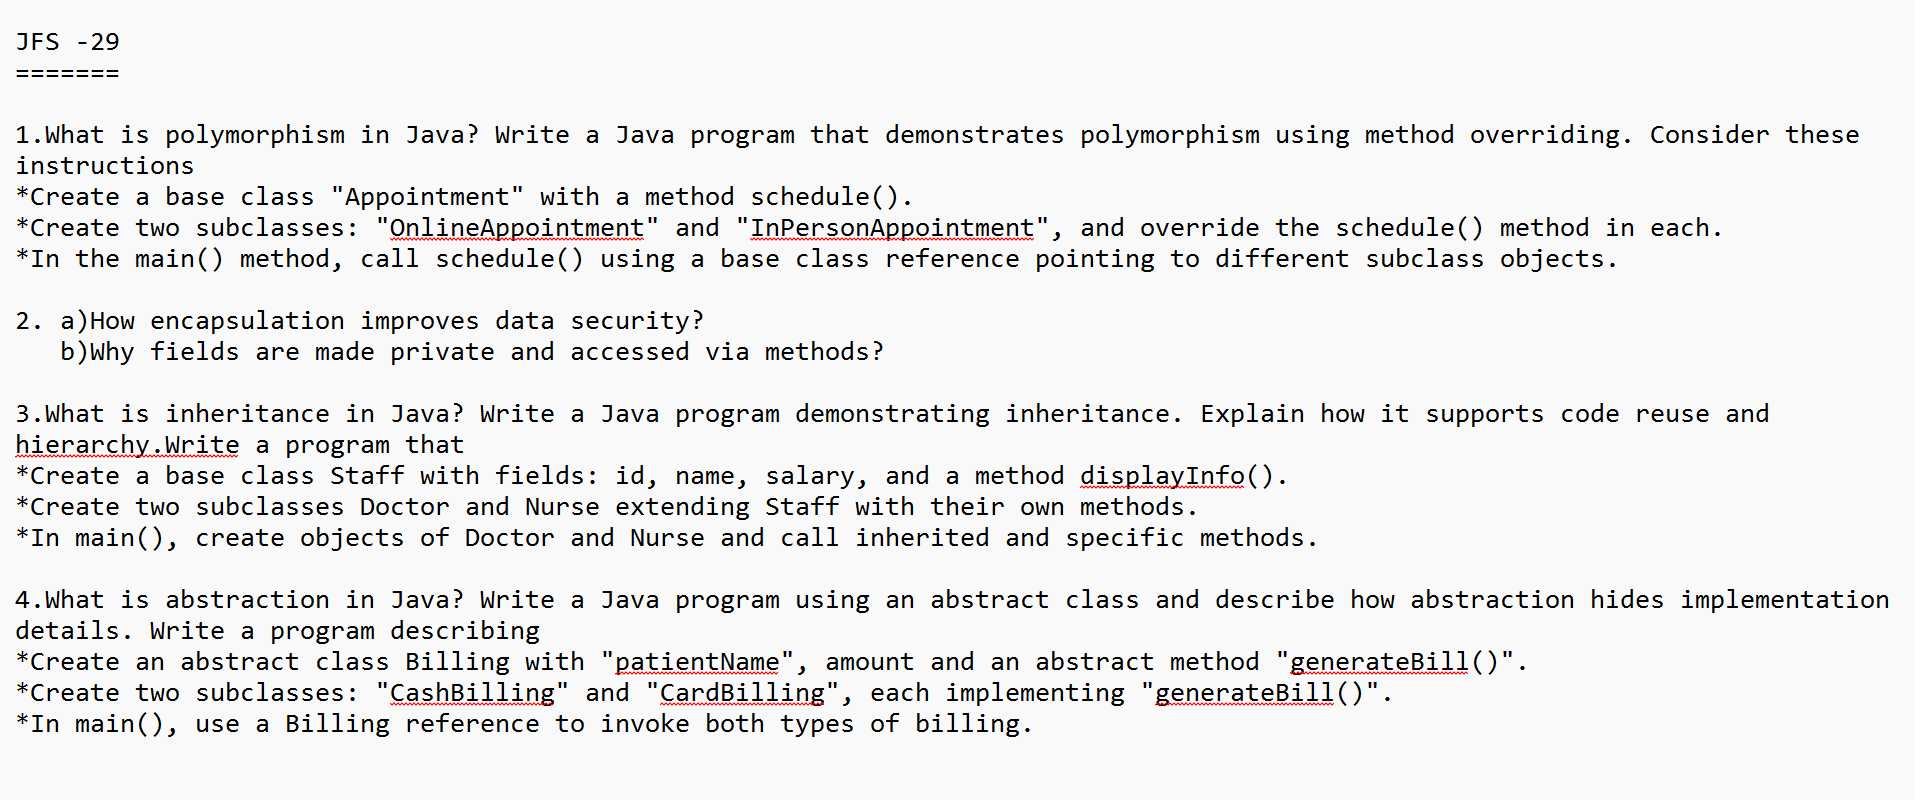 JFS -29
=======
1.What is polymorphism in Java? Write a Java program that demonstrates polymorphism using method overriding. Consider these
instructions
*Create a base class "Appointment" with a method schedule().
*Create two subclasses: "OnlineAppointment" and "InPersonAppointment", and override the schedule() method in each.
*In the main() method, call schedule() using a base class reference pointing to different subclass objects.
2. a)How encapsulation improves data security?
b)Why fields are made private and accessed via methods?
3.What is inheritance in Java? Write a Java program demonstrating inheritance. Explain how it supports code reuse and
hierarchy.Write a program that
*Create a base class Staff with fields: id, name, salary, and a method displayInfo().
*Create two subclasses Doctor and Nurse extending Staff with their own methods.
*In main(), create objects of Doctor and Nurse and call inherited and specific methods.
4.What is abstraction in Java? Write a Java program using an abstract class and describe how abstraction hides implementation
details. Write a program describing
*Create an abstract class Billing with "patientName", amount and an abstract method "generateBill()".
*Create two subclasses: "CashBilling" and "CardBilling", each implementing "generateBill()".
*In main(), use a Billing reference to invoke both types of billing.